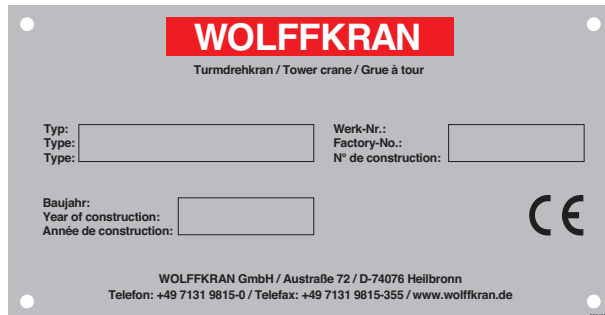 WOLFFKRAN
Turmdrehkran / Tower crane / Grue à tour
Typ:
Type:
Type:
Werk-Nr.:
Factory-No.:
N° de construction:
Baujahr:
Year of construction:
Année de construction:
CE
WOLFFKRAN GmbH / Austraße 72 / D-74076 Heilbronn
Telefon: +49 7131 9815-0 / Telefax: +49 7131 9815-355 / www.wolffkran.de